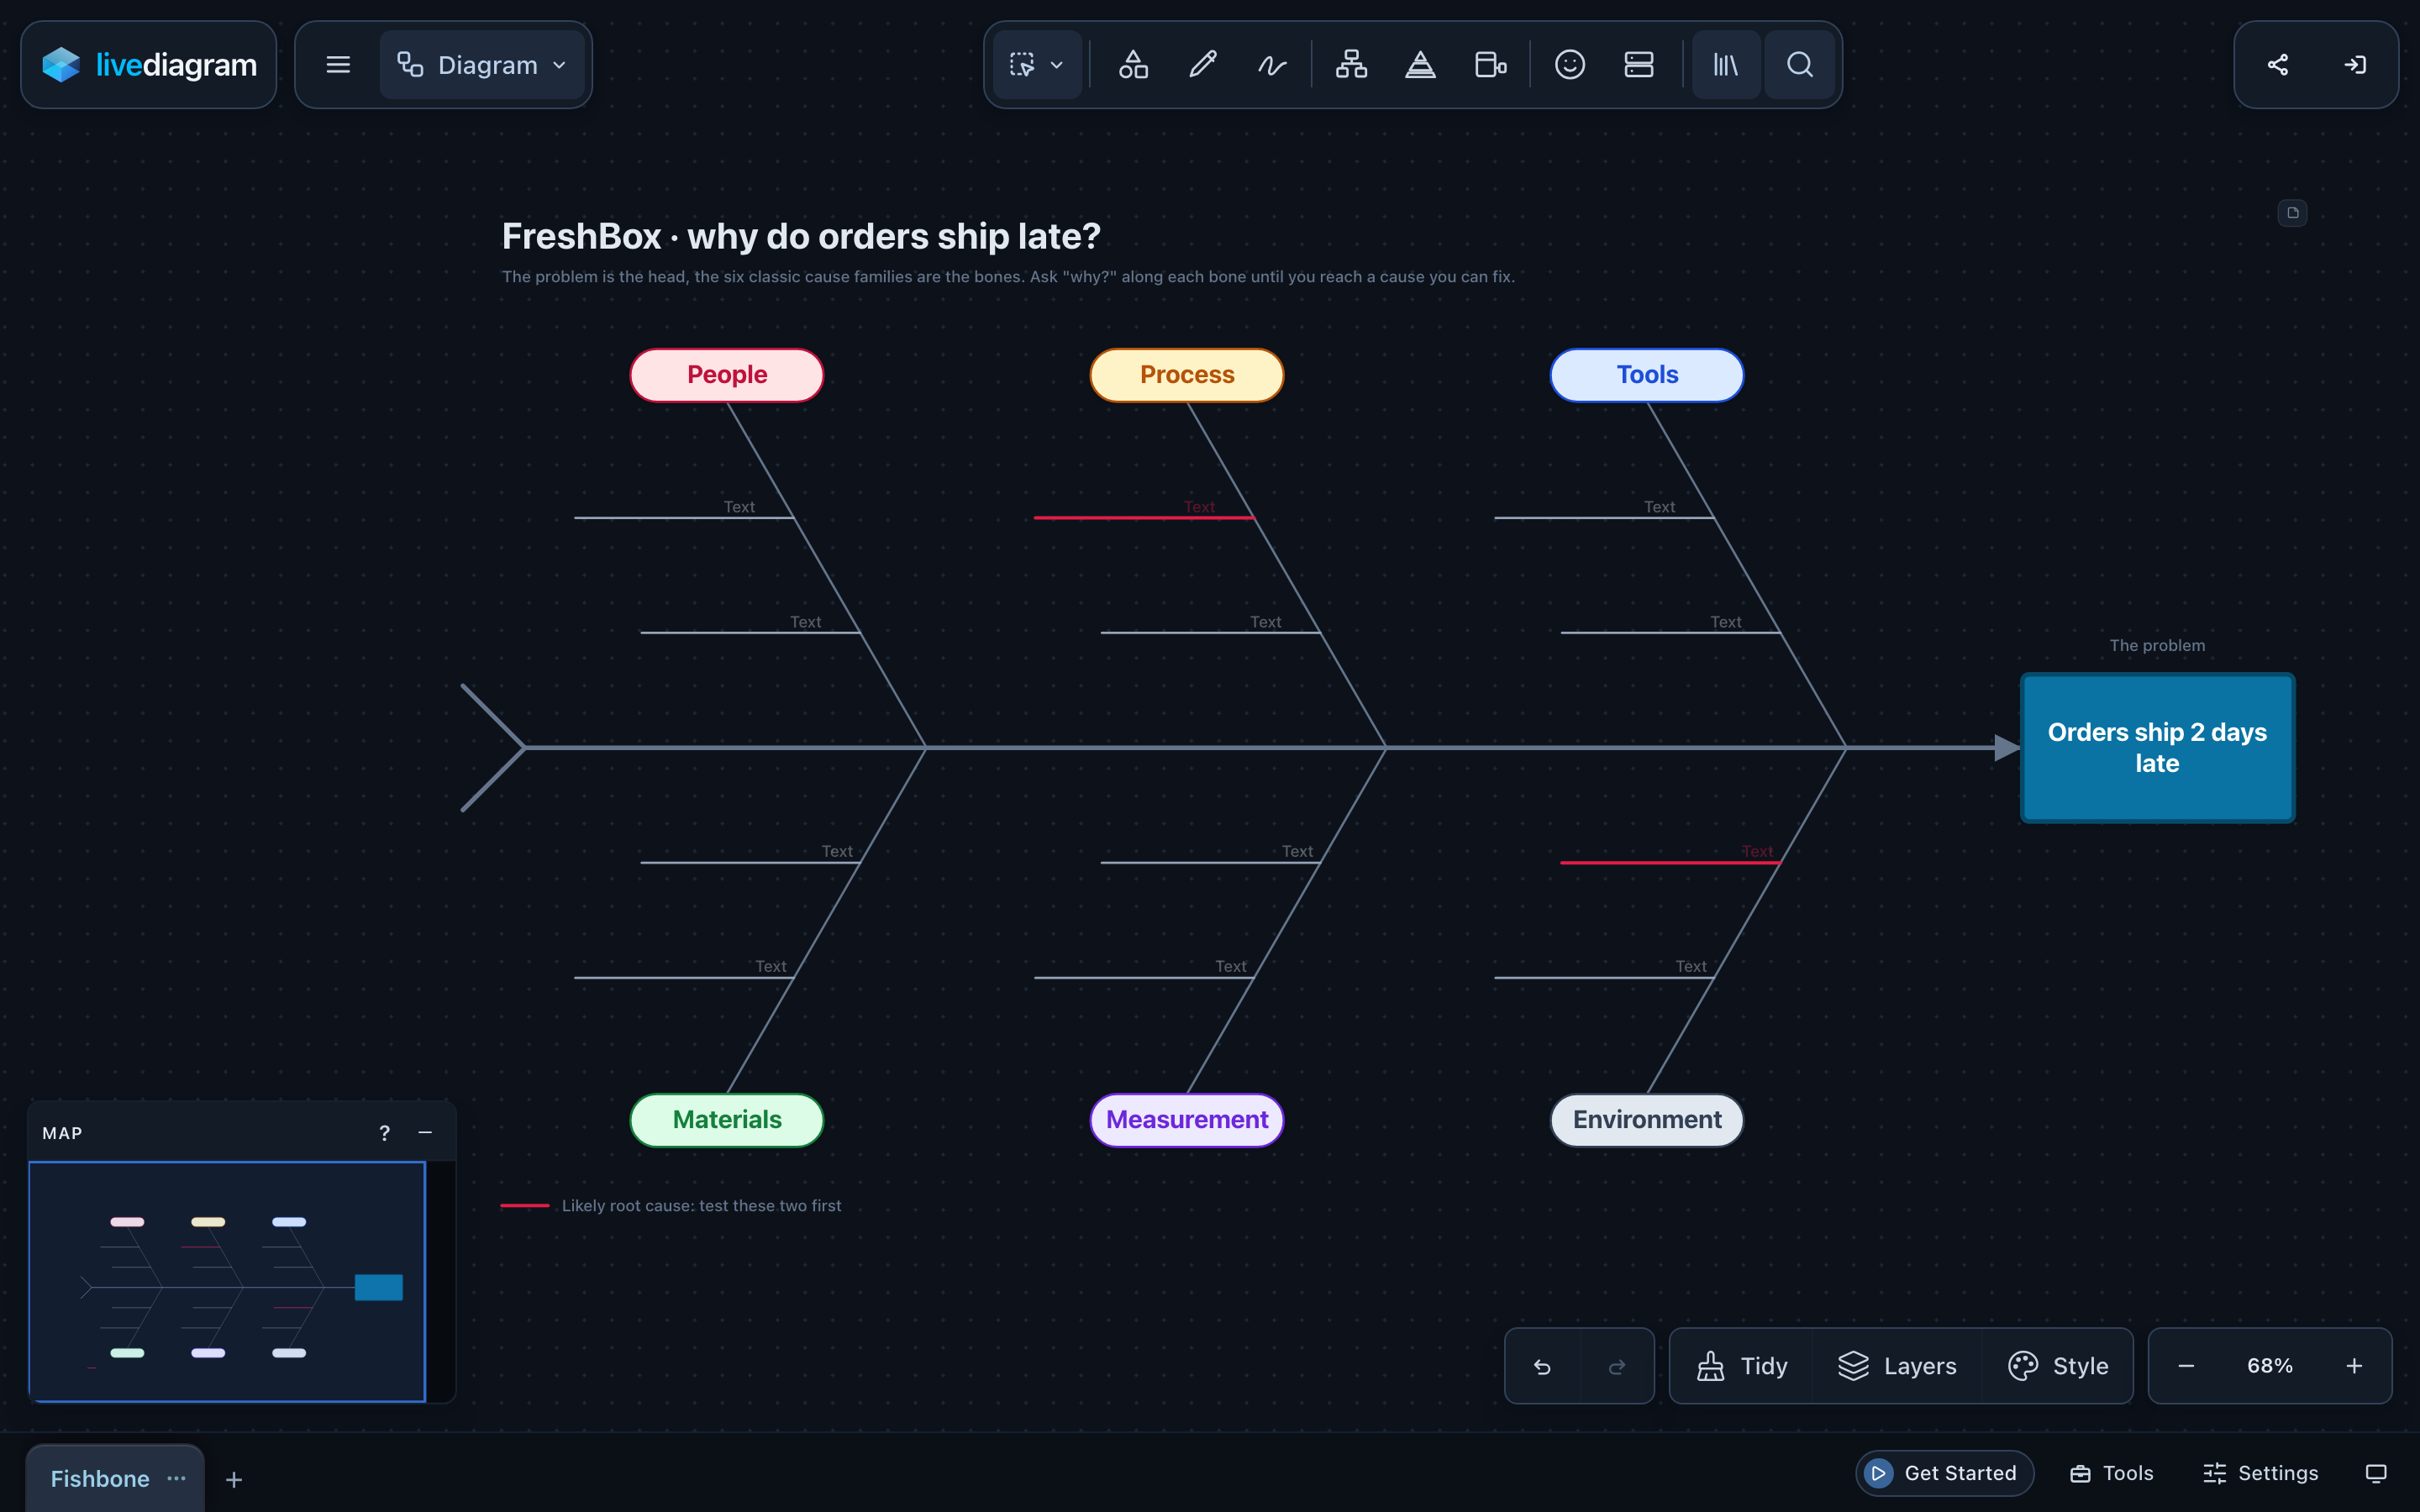 livediagram
Diagram
FreshBox · why do orders ship late?
The problem is the head, the six classic cause families are the bones. Ask "why?" along each bone until you reach a cause you can fix.
People
Process
Tools
Text
Text
Text
Text
Text
Text
The problem
Orders ship 2 days
late
Text
Text
Text
Text
Text
Text
Materials
Measurement
Environment
MAP
?
Likely root cause: test these two first
Tidy
Layers
Style
68%
Fishbone
Get Started
Tools
Settings